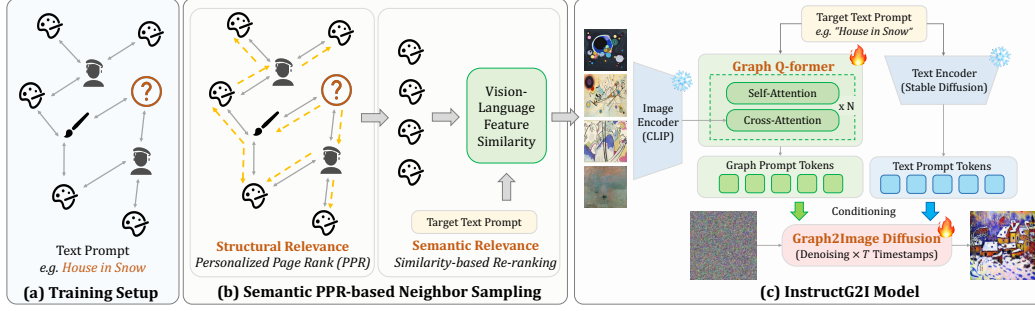 ?
Text Prompt
e.g. House in Snow
(a) Training Setup
?
Structural Relevance
Personalized Page Rank (PPR)
Vision-
Language
Feature
Similarity
Target Text Prompt
Semantic Relevance
Similarity-based Re-ranking
(b) Semantic PPR-based Neighbor Sampling
Target Text Prompt
e.g. "House in Snow"
Image
Encoder
(CLIP)
Graph Q-former
Self-Attention
Cross-Attention
x N
Text Encoder
(Stable Diffusion)
Graph Prompt Tokens
Text Prompt Tokens
Conditioning
Graph2Image Diffusion
(Denoising × T Timestamps)
(c) InstructG2I Model